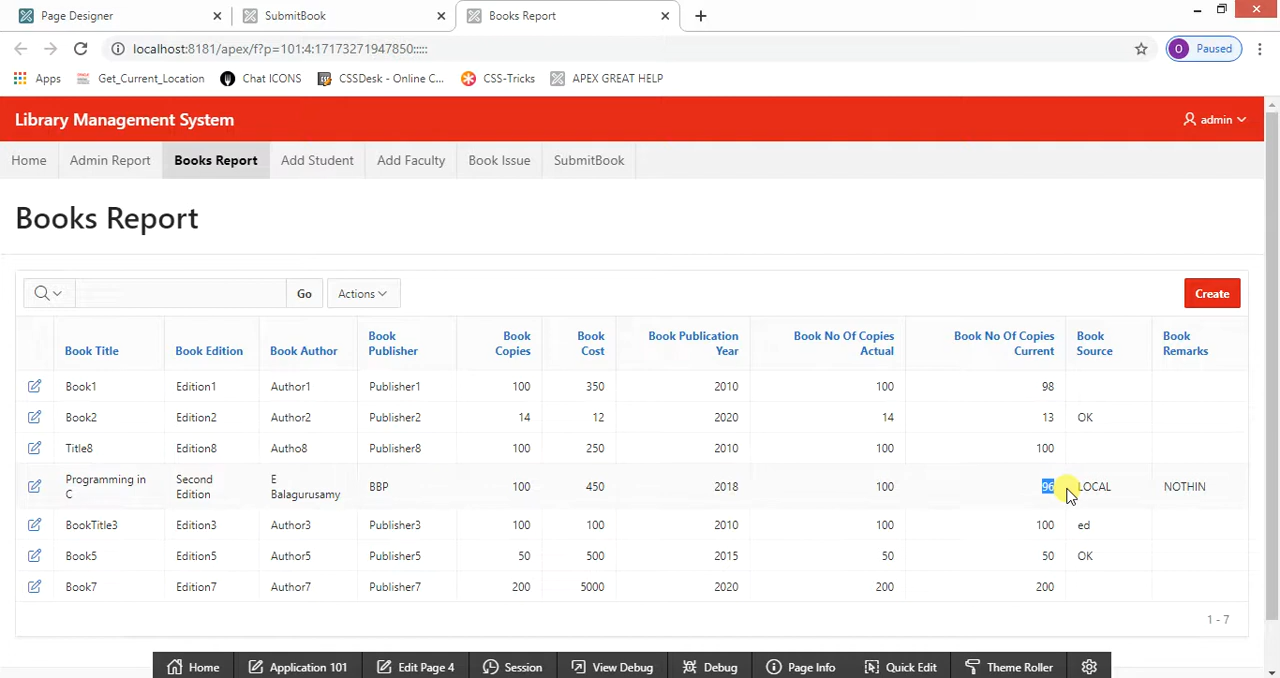 Page Designer SubmitBook Books Report
localhost:8181/apex/f?p=101:4:17173271947850::::: O Paused
Apps Get_Current_Location Chat ICONS CSSDesk - Online C... CSS-Tricks APEX GREAT HELP
Library Management System admin
Home Admin Report Books Report Add Student Add Faculty Book Issue SubmitBook
Books Report
Go Actions Create
Book Title Book Edition Book Author Book Publisher Book Copies Book Cost Book Publication Year Book No Of Copies Actual Book No Of Copies Current Book Source Book Remarks
Book1 Edition1 Author1 Publisher1 100 350 2010 100 98
Book2 Edition2 Author2 Publisher2 14 12 2020 14 13 OK
Title8 Edition8 Autho8 Publisher8 100 250 2010 100 100
Programming in C Second Edition E Balagurusamy BBP 100 450 2018 100 96 LOCAL NOTHIN
BookTitle3 Edition3 Author3 Publisher3 100 100 2010 100 100 ed
Book5 Edition5 Author5 Publisher5 50 500 2015 50 50 OK
Book7 Edition7 Author7 Publisher7 200 5000 2020 200 200
1 - 7
Home Application 101 Edit Page 4 Session View Debug Debug Page Info Quick Edit Theme Roller